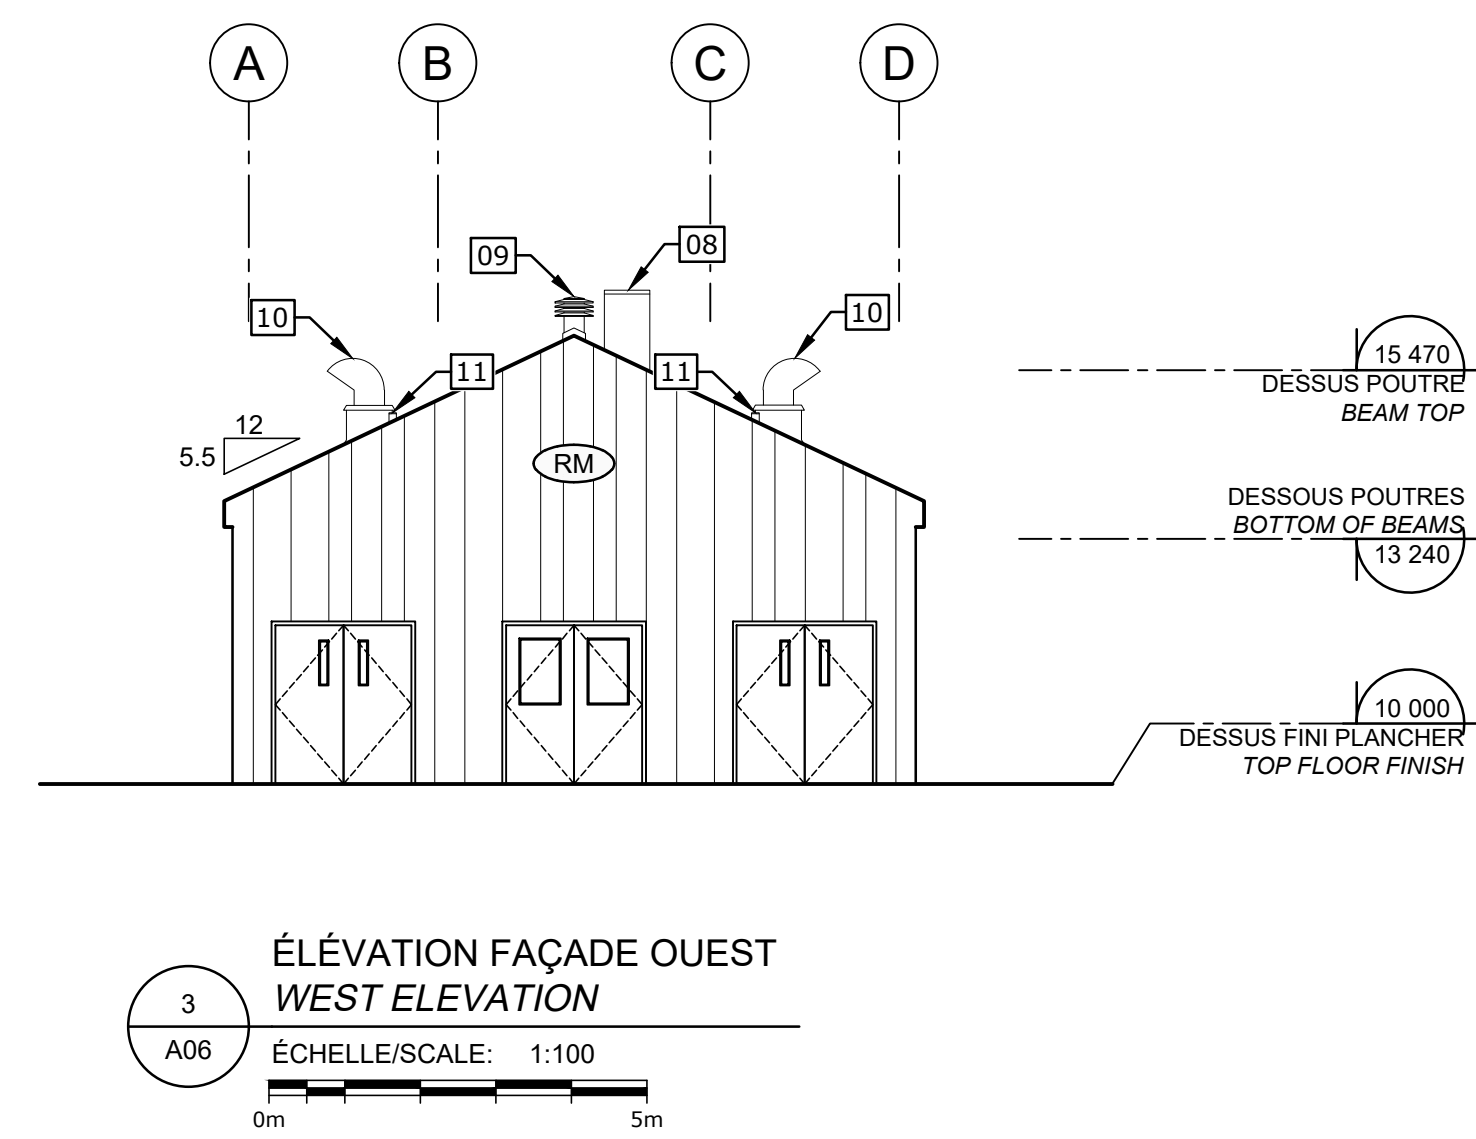 A
B
C
D
09
08
10
10
11
11
12
5.5
RM
15 470
DESSUS POUTRE
BEAM TOP
DESSOUS POUTRES
BOTTOM OF BEAMS
13 240
10 000
DESSUS FINI PLANCHER
TOP FLOOR FINISH
ÉLÉVATION FAÇADE OUEST
WEST ELEVATION
3
A06
ÉCHELLE/SCALE: 1:100
0m
5m